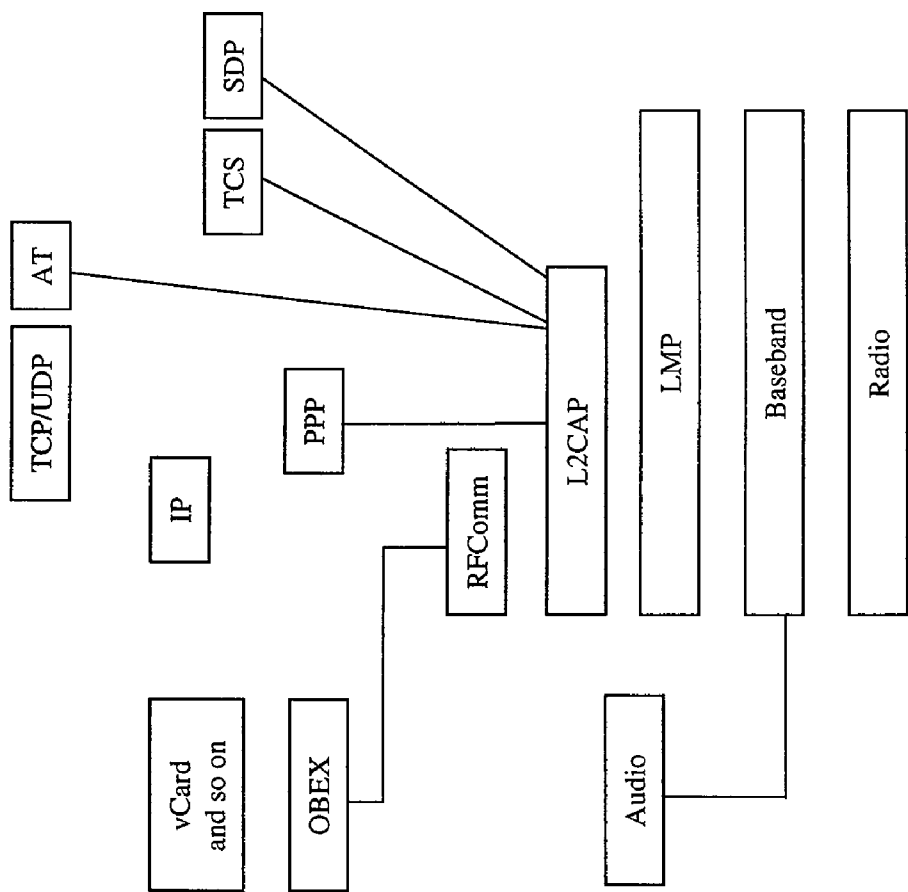 TCP/UDP
AT
SDP
TCS
IP
vCard
and so on
PPP
OBEX
RFComm
L2CAP
Audio
LMP
Baseband
Radio